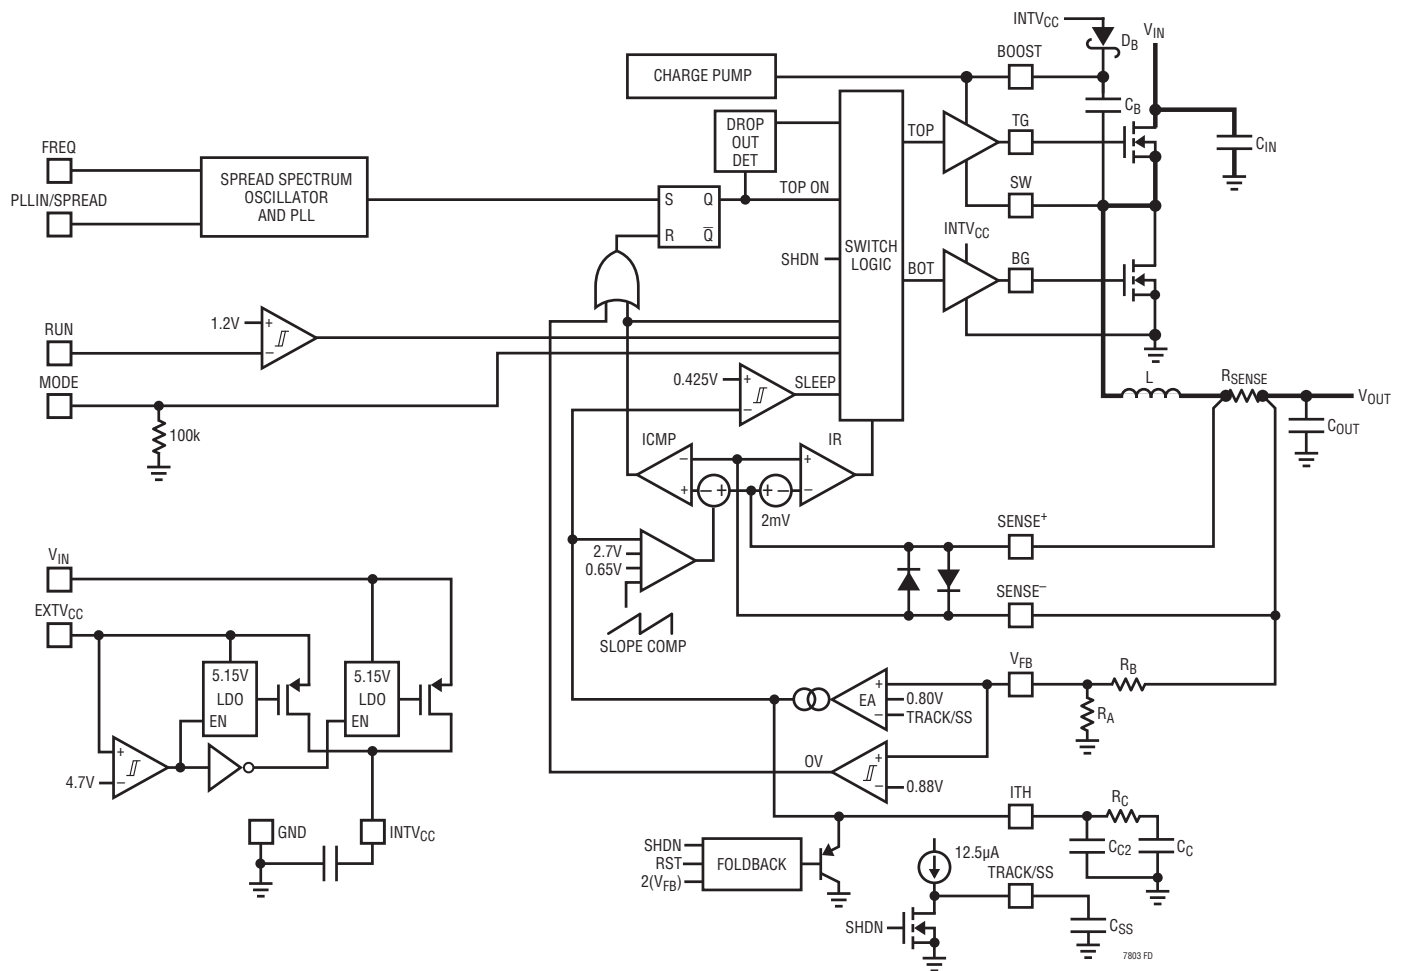 INTVCC
DB
VIN
BOOST
CHARGE PUMP
CB
DROP
OUT
DET
TOP
TG
CIN
FREQ
SPREAD SPECTRUM
OSCILLATOR
AND PLL
PLLIN/SPREAD
S
Q
TOP ON
SW
R
Q̅
INTVCC
SWITCH
LOGIC
SHDN
BOT
BG
RUN
1.2V
+
−
MODE
100k
0.425V
+
−
SLEEP
L
RSENSE
VOUT
COUT
ICMP
−
+
− +
+ −
2mV
IR
+
−
SENSE+
2.7V
0.65V
SENSE−
SLOPE COMP
VIN
EXTVCC
5.15V
LDO
EN
5.15V
LDO
EN
+
−
4.7V
GND
INTVCC
VFB
RB
RA
EA
+
0.80V
−
TRACK/SS
OV
+
−
0.88V
ITH
RC
CC2
CC
SHDN
RST
2(VFB)
FOLDBACK
12.5µA
TRACK/SS
SHDN
CSS
7803 FD